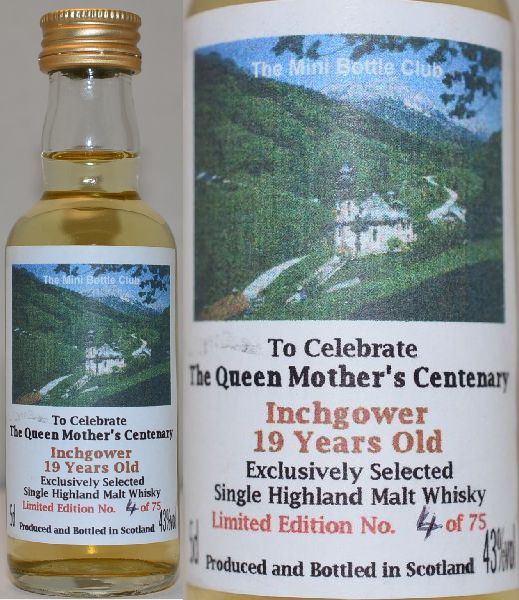 The Mini Bottle Club
To Celebrate
The Queen Mother's Centenary
Inchgower
19 Years Old
Exclusively Selected
Single Highland Malt Whisky
Limited Edition No. 4 of 75
5cl Produced and Bottled in Scotland 43%vol
The Mini Bottle Club
To Celebrate
The Queen Mother's Centenary
Inchgower
19 Years Old
Exclusively Selected
Single Highland Malt Whisky
Limited Edition No. 4 of 75
5cl Produced and Bottled in Scotland 43%vol